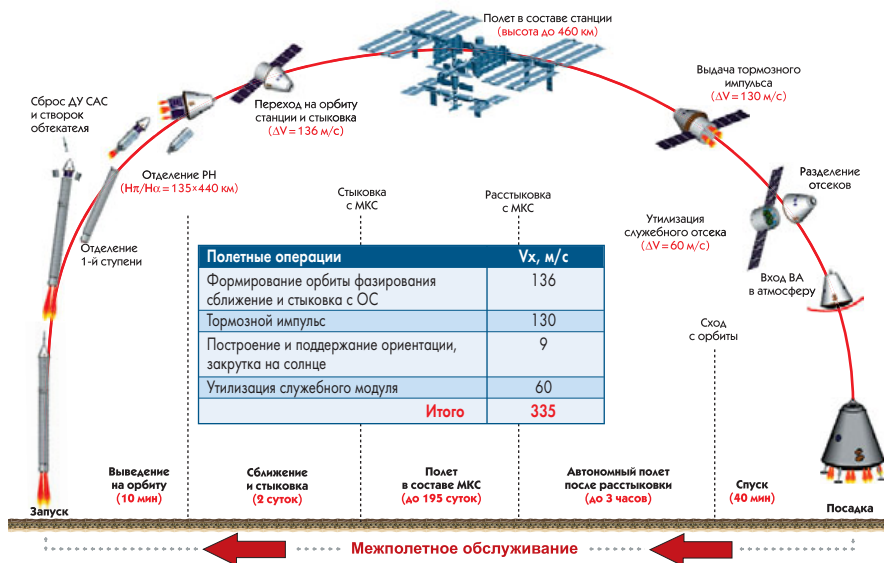 Полет в составе станции
(высота до 460 км)
Выдача тормозного
импульса
(ΔV = 130 м/с)
Сброс ДУ САС
и створок
обтекателя
Переход на орбиту
станции и стыковка
(ΔV = 136 м/с)
Отделение РН
(Hπ/Hα = 135×440 км)
Разделение
отсеков
Стыковка
с МКС
Расстыковка
с МКС
Утилизация
служебного отсека
(ΔV = 60 м/с)
Отделение
1-й ступени
Вход ВА
в атмосферу
Сход
с орбиты
Полетные операции Vx, м/с
Формирование орбиты фазирования
сближение и стыковка с ОС 136
Тормозной импульс 130
Построение и поддержание ориентации,
закрутка на солнце 9
Утилизация служебного модуля 60
Итого 335
Выведение
на орбиту
(10 мин)
Сближение
и стыковка
(2 суток)
Полет
в составе МКС
(до 195 суток)
Автономный полет
после расстыковки
(до 3 часов)
Спуск
(40 мин)
Запуск
Посадка
Межполетное обслуживание